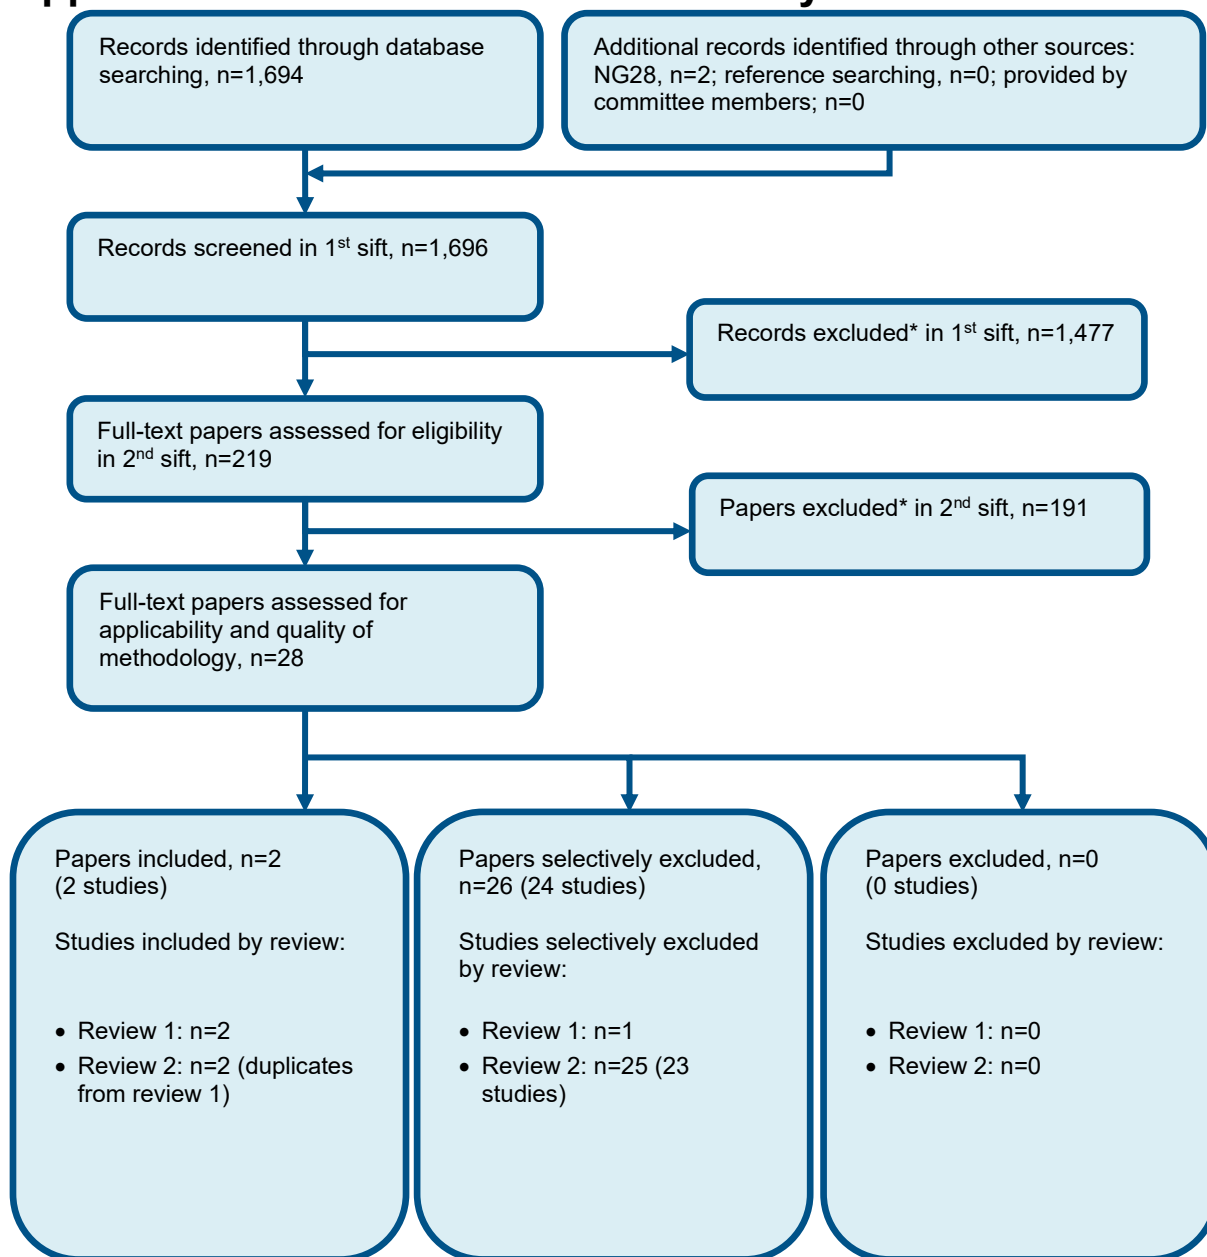 Records identified through database
searching, n=1,694
Additional records identified through other sources:
NG28, n=2; reference searching, n=0; provided by
committee members; n=0
Records screened in 1st sift, n=1,696
Records excluded* in 1st sift, n=1,477
Full-text papers assessed for eligibility
in 2nd sift, n=219
Papers excluded* in 2nd sift, n=191
Full-text papers assessed for
applicability and quality of
methodology, n=28
Papers included, n=2
(2 studies)
Studies included by review:
• Review 1: n=2
• Review 2: n=2 (duplicates
from review 1)
Papers selectively excluded,
n=26 (24 studies)
Studies selectively excluded
by review:
• Review 1: n=1
• Review 2: n=25 (23
studies)
Papers excluded, n=0
(0 studies)
Studies excluded by review:
• Review 1: n=0
• Review 2: n=0